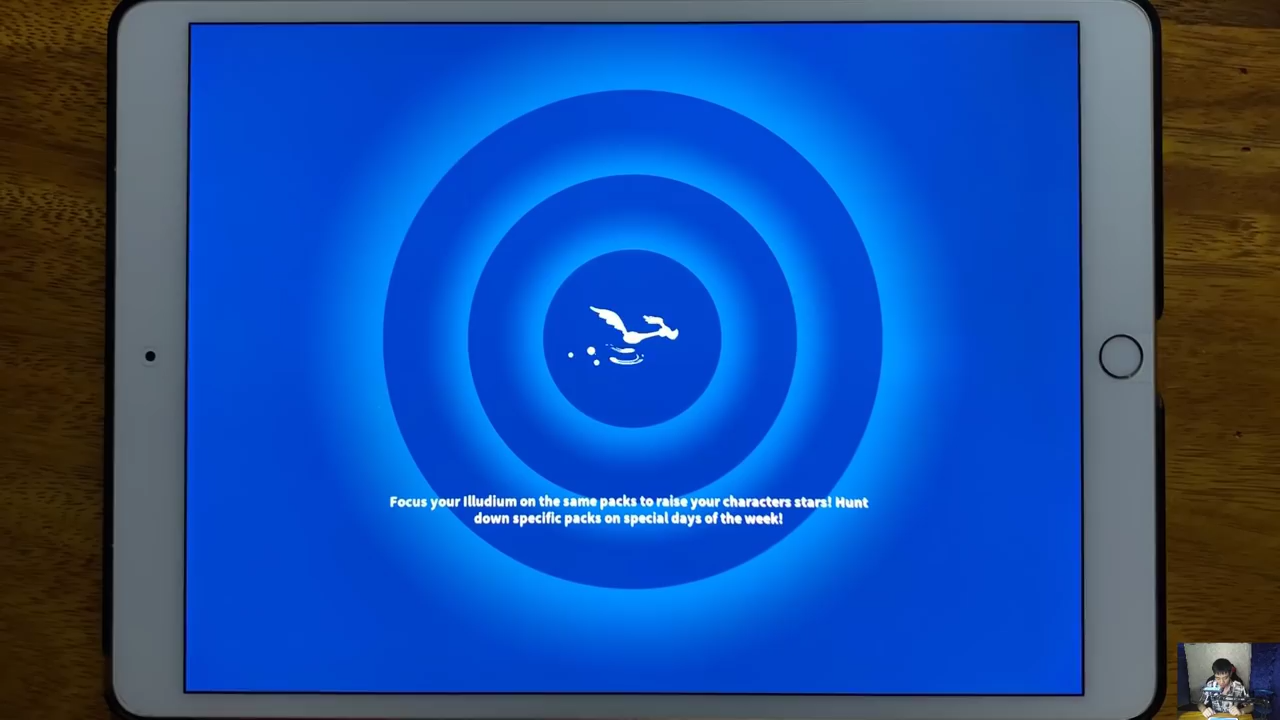 Focus your Illudium on the same packs to raise your characters stars! Hunt
down specific packs on special days of the week!